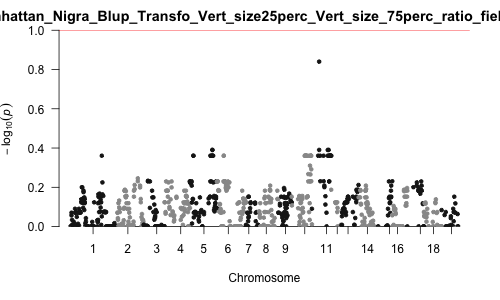 hattan_Nigra_Blup_Transfo_Vert_size25perc_Vert_size_75perc_ratio_fiel
1.0
0.8
0.6
0.4
0.2
0.0
− log10(p)
1 2 3 4 5 6 7 8 9 11 14 16 18
Chromosome